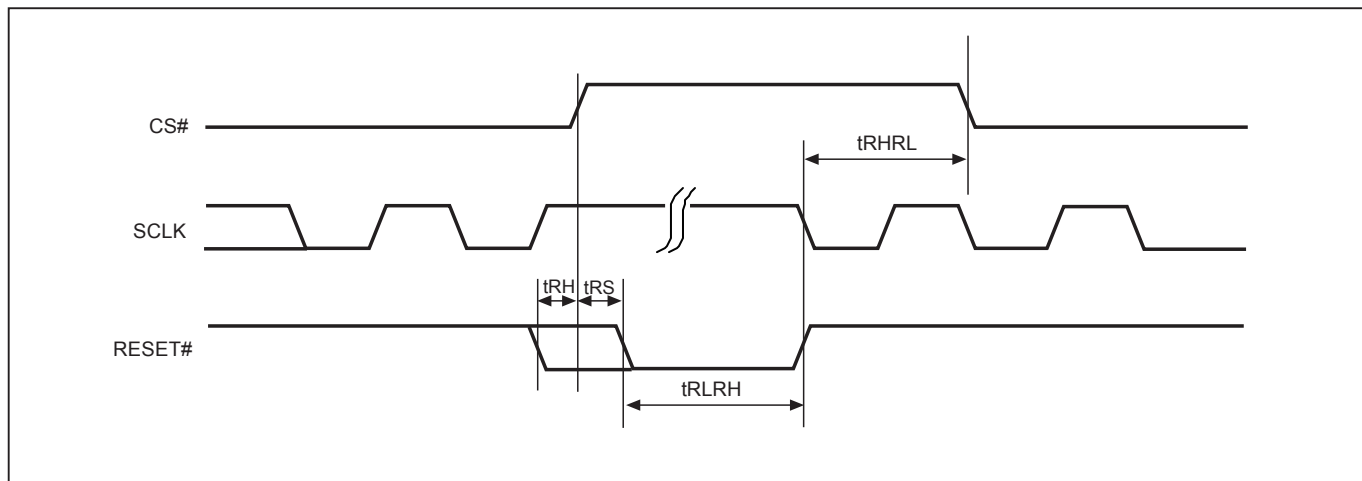 CS#
tRHRL
SCLK
tRH
tRS
RESET#
tRLRH